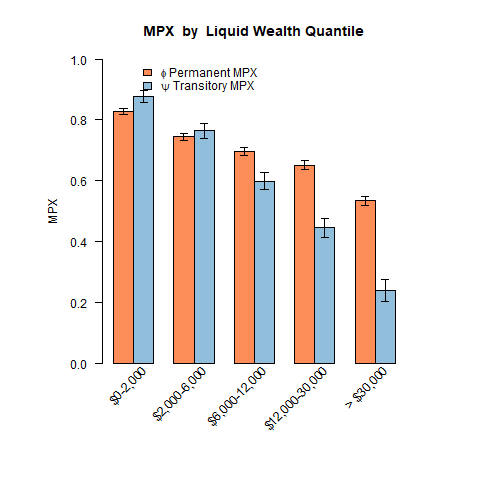 MPX by Liquid Wealth Quantile
ϕ Permanent MPX
ψ Transitory MPX
MPX
1.0
0.8
0.6
0.4
0.2
0.0
$0-2,000
$2,000-6,000
$6,000-12,000
$12,000-30,000
> $30,000